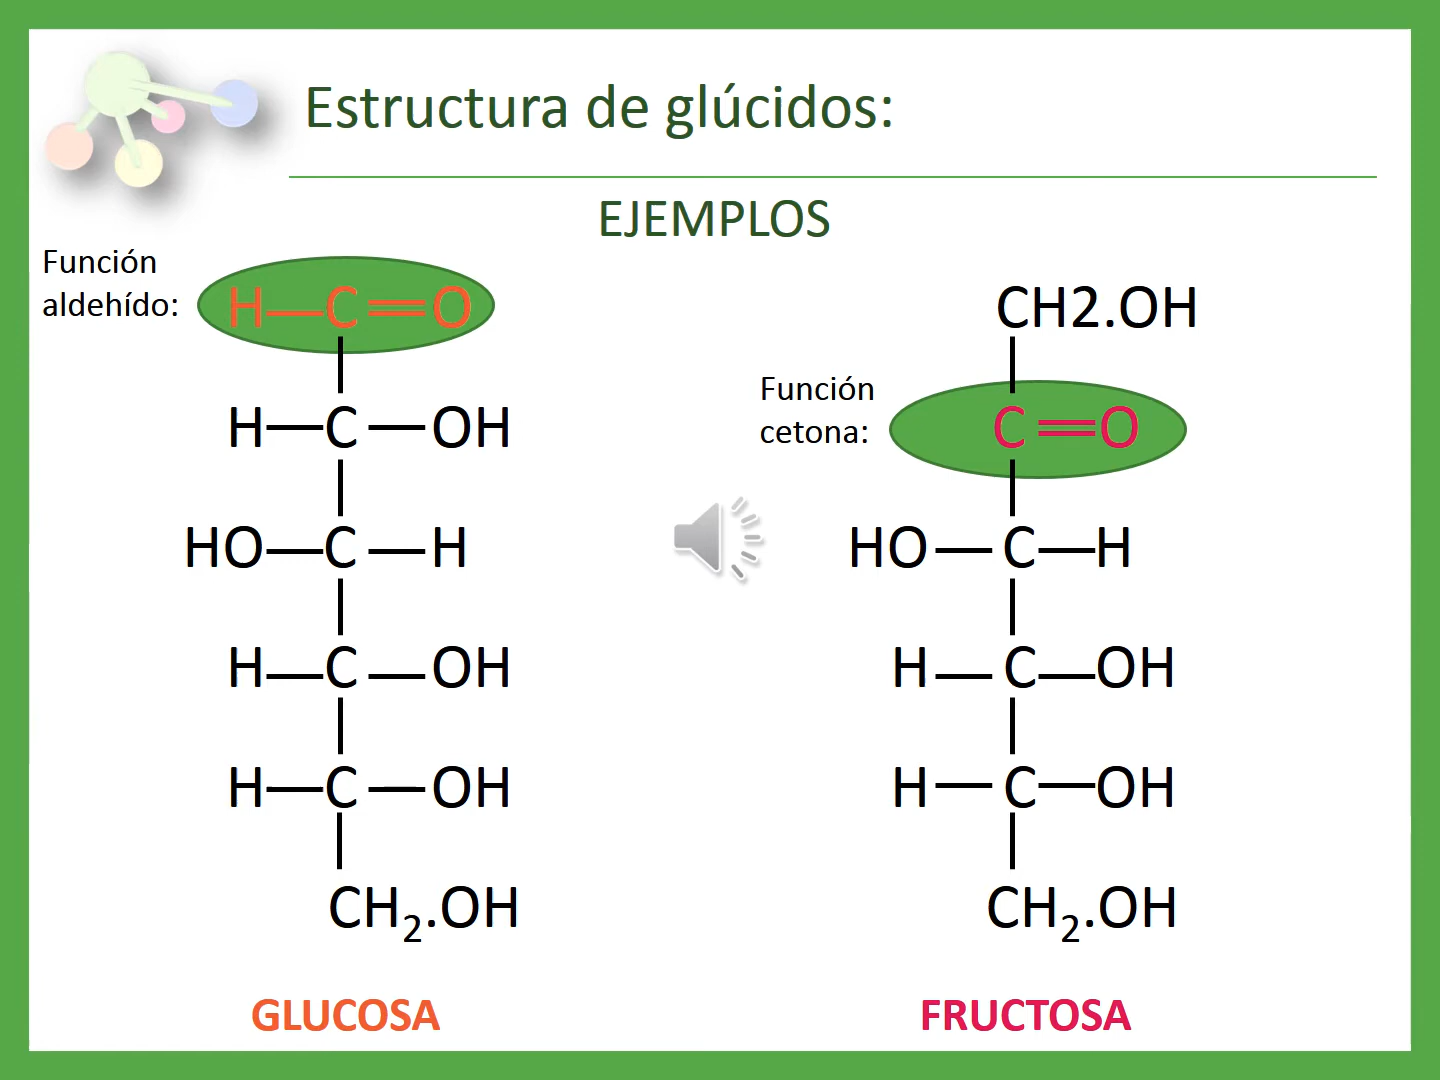 Estructura de glúcidos:
EJEMPLOS
Función
aldehído:
H—C=O
H—C—OH
HO—C—H
H—C—OH
H—C—OH
CH₂.OH
GLUCOSA
CH2.OH
Función
cetona:
C=O
HO—C—H
H—C—OH
H—C—OH
CH₂.OH
FRUCTOSA